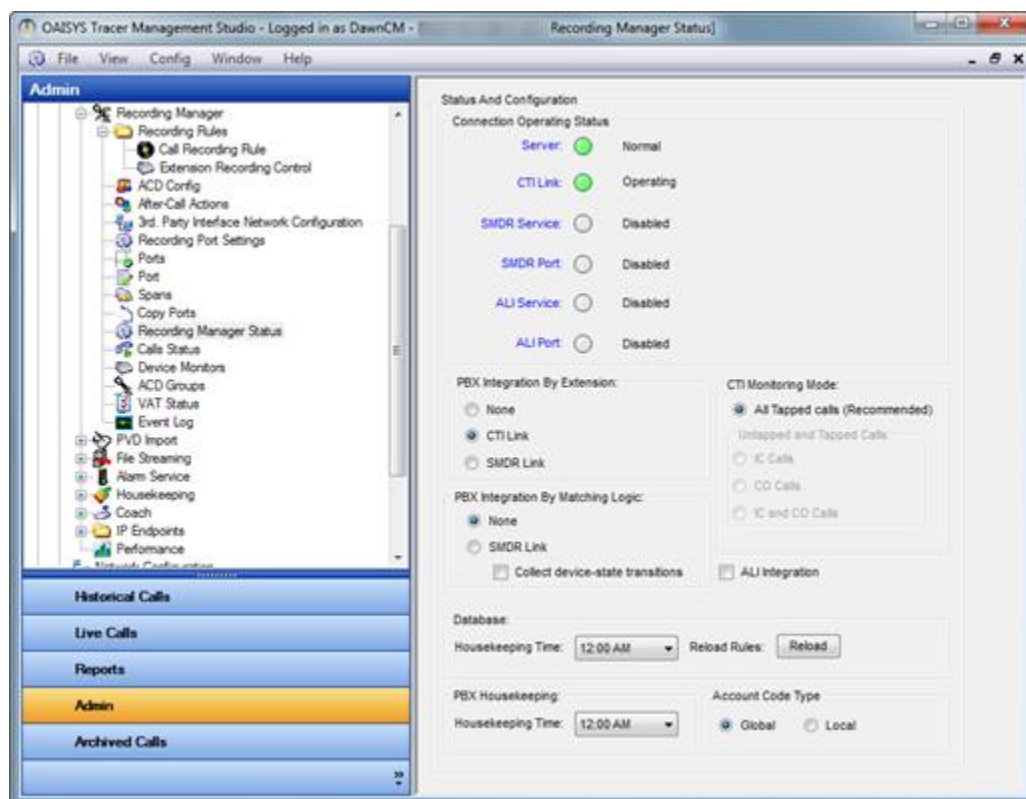 OAISYS Tracer Management Studio - Logged in as DawnCM - Recording Manager Status]
File View Config Window Help
Admin
Recording Manager
Recording Rules
Call Recording Rule
Extension Recording Control
ACD Config
After-Call Actions
3rd. Party Interface Network Configuration
Recording Port Settings
Ports
Port
Spans
Copy Ports
Recording Manager Status
Calls Status
Device Monitors
ACD Groups
VAT Status
Event Log
PVD Import
File Streaming
Alarm Service
Housekeeping
Coach
IP Endpoints
Performance
Network Configuration
Historical Calls
Live Calls
Reports
Admin
Archived Calls
Status And Configuration
Connection Operating Status
Server: Normal
CTI Link: Operating
SMDR Service: Disabled
SMDR Port: Disabled
ALI Service: Disabled
ALI Port: Disabled
PBX Integration By Extension:
None
CTI Link
SMDR Link
CTI Monitoring Mode:
All Tapped calls (Recommended)
Untapped and Tapped Calls
IC Calls
CO Calls
IC and CO Calls
PBX Integration By Matching Logic:
None
SMDR Link
Collect device-state transitions
ALI Integration
Database:
Housekeeping Time: 12:00 AM Reload Rules: Reload
PBX Housekeeping:
Housekeeping Time: 12:00 AM
Account Code Type
Global Local